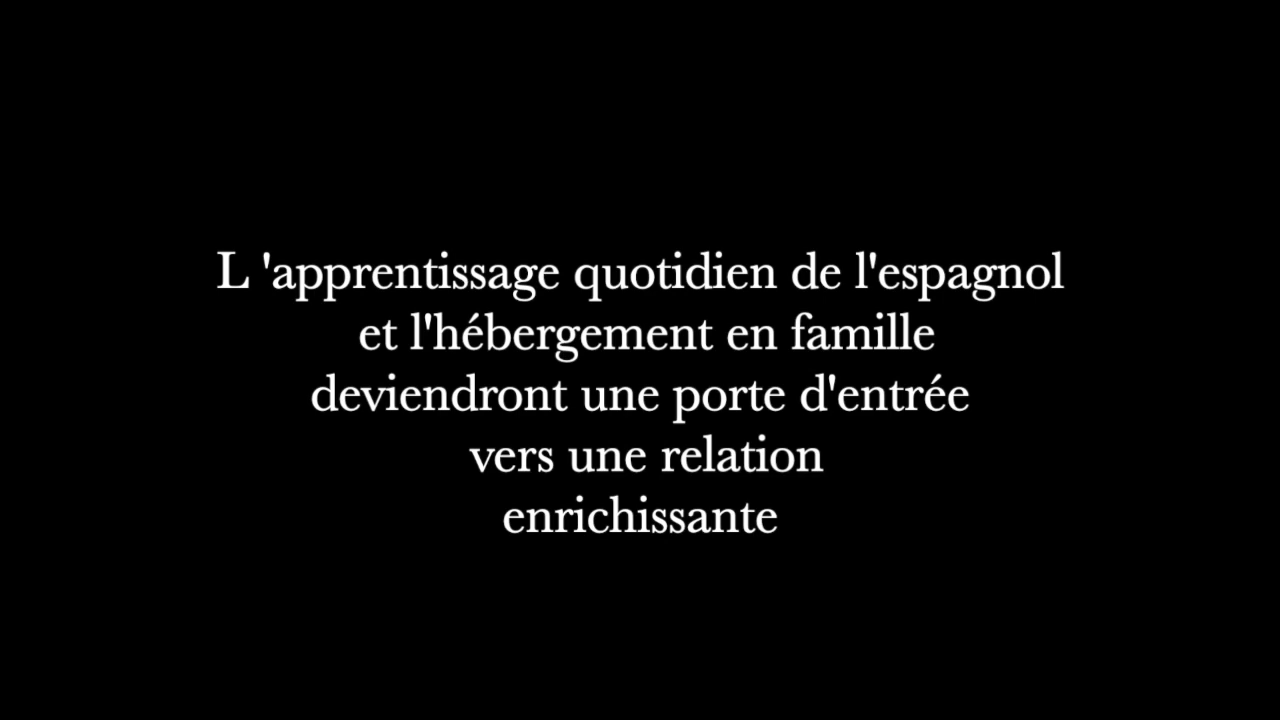 L 'apprentissage quotidien de l'espagnol
et l'hébergement en famille
deviendront une porte d'entrée
vers une relation
enrichissante